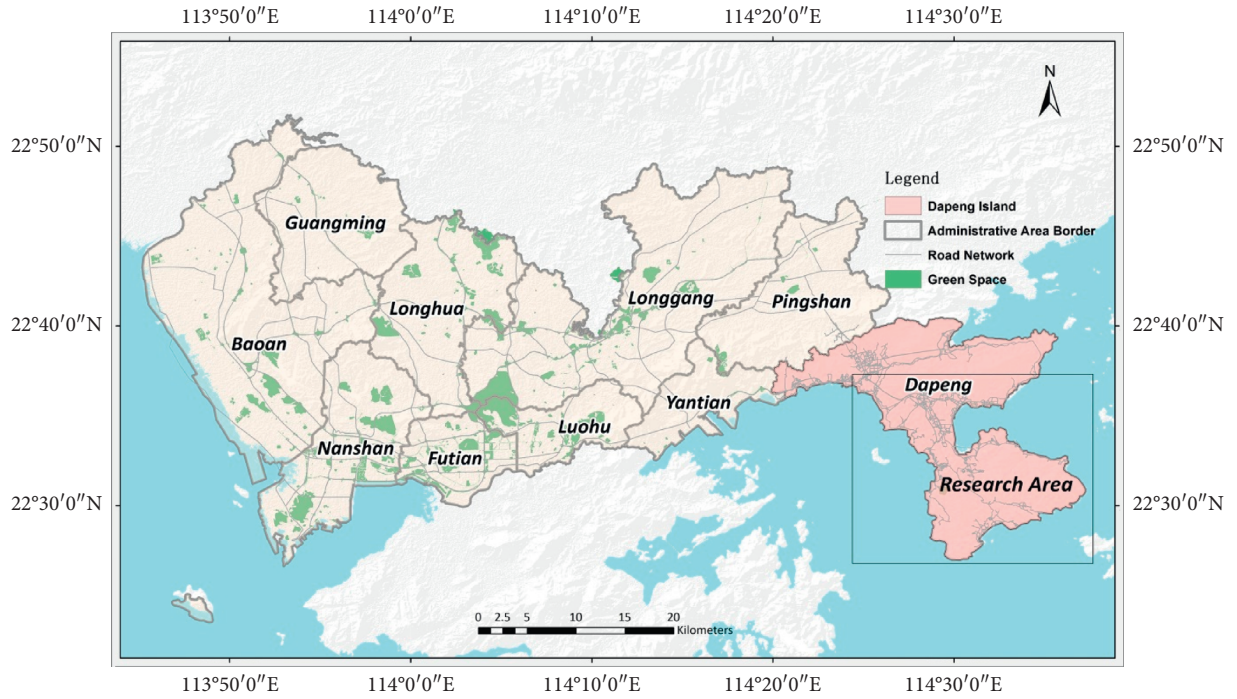 113°50′0″E 114°0′0″E 114°10′0″E 114°20′0″E 114°30′0″E
N
22°50′0″N 22°50′0″N
Legend
Dapeng Island
Administrative Area Border
Road Network
Green Space
Guangming
Longhua
Longgang
Pingshan
22°40′0″N 22°40′0″N
Baoan
Dapeng
Yantian
Luohu
Nanshan
Futian
Research Area
22°30′0″N 22°30′0″N
0 2.5 5 10 15 20
Kilometers
113°50′0″E 114°0′0″E 114°10′0″E 114°20′0″E 114°30′0″E